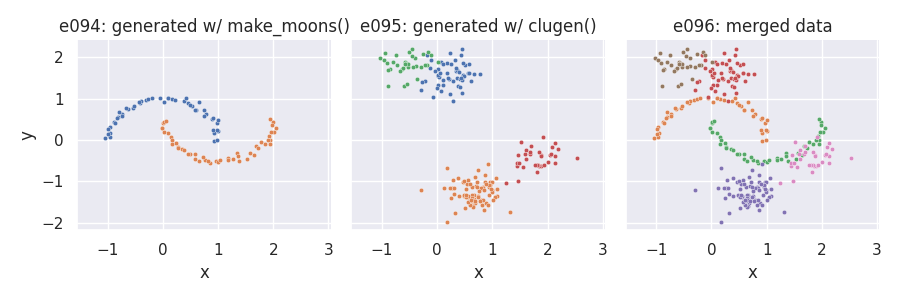 e094: generated w/ make_moons()
e095: generated w/ clugen()
e096: merged data
y
2
1
0
−1
−2
−1
0
1
2
3
x
−1
0
1
2
3
x
−1
0
1
2
3
x